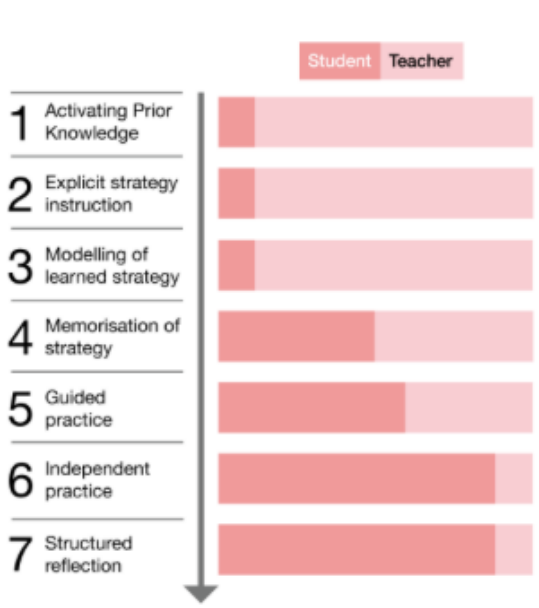 Student Teacher
1 Activating Prior
Knowledge
2 Explicit strategy
instruction
3 Modelling of
learned strategy
4 Memorisation of
strategy
5 Guided
practice
6 Independent
practice
7 Structured
reflection